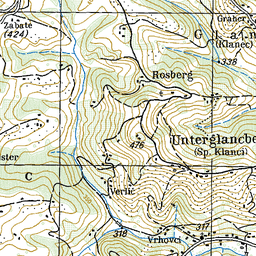 Zabate
(424)
Graber
(Klanec)
338
Rosberg
Unterglancbe
(Sp. Klanci)
476
ster
C
Verlič
318
Vrhovci
317